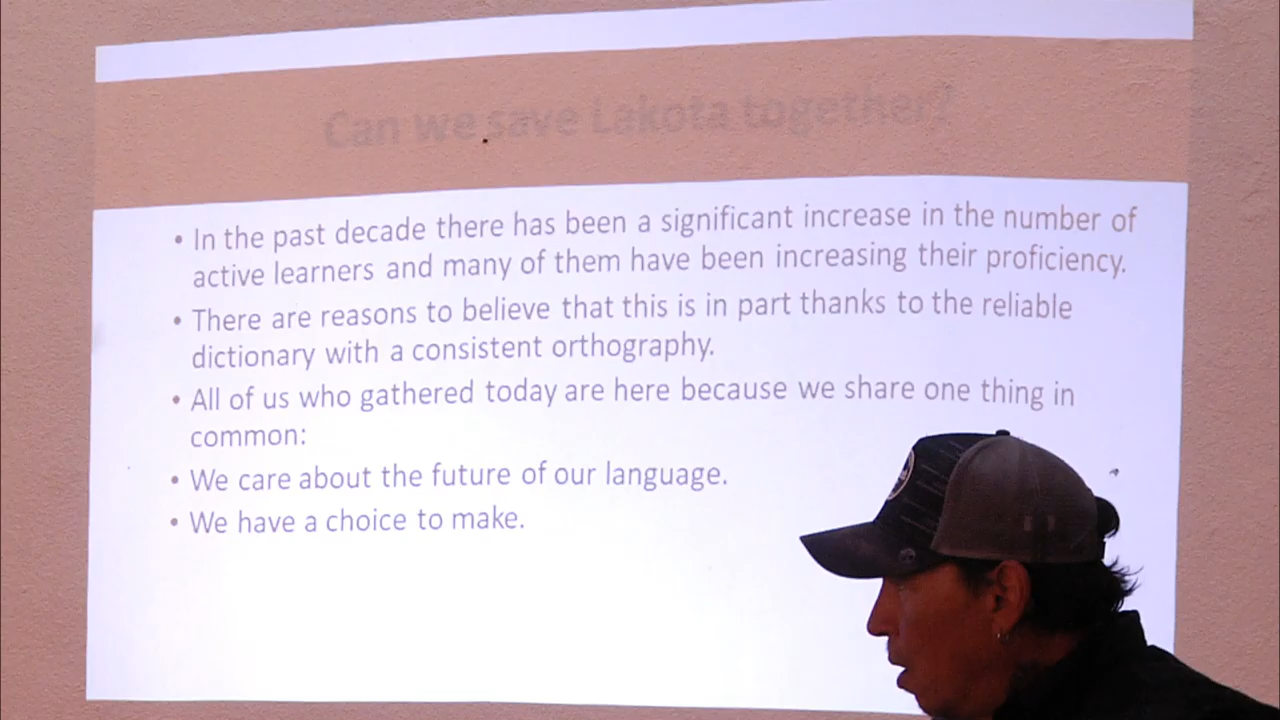 Can we save Lakota together?
• In the past decade there has been a significant increase in the number of
active learners and many of them have been increasing their proficiency.
• There are reasons to believe that this is in part thanks to the reliable
dictionary with a consistent orthography.
• All of us who gathered today are here because we share one thing in
common:
• We care about the future of our language.
• We have a choice to make.